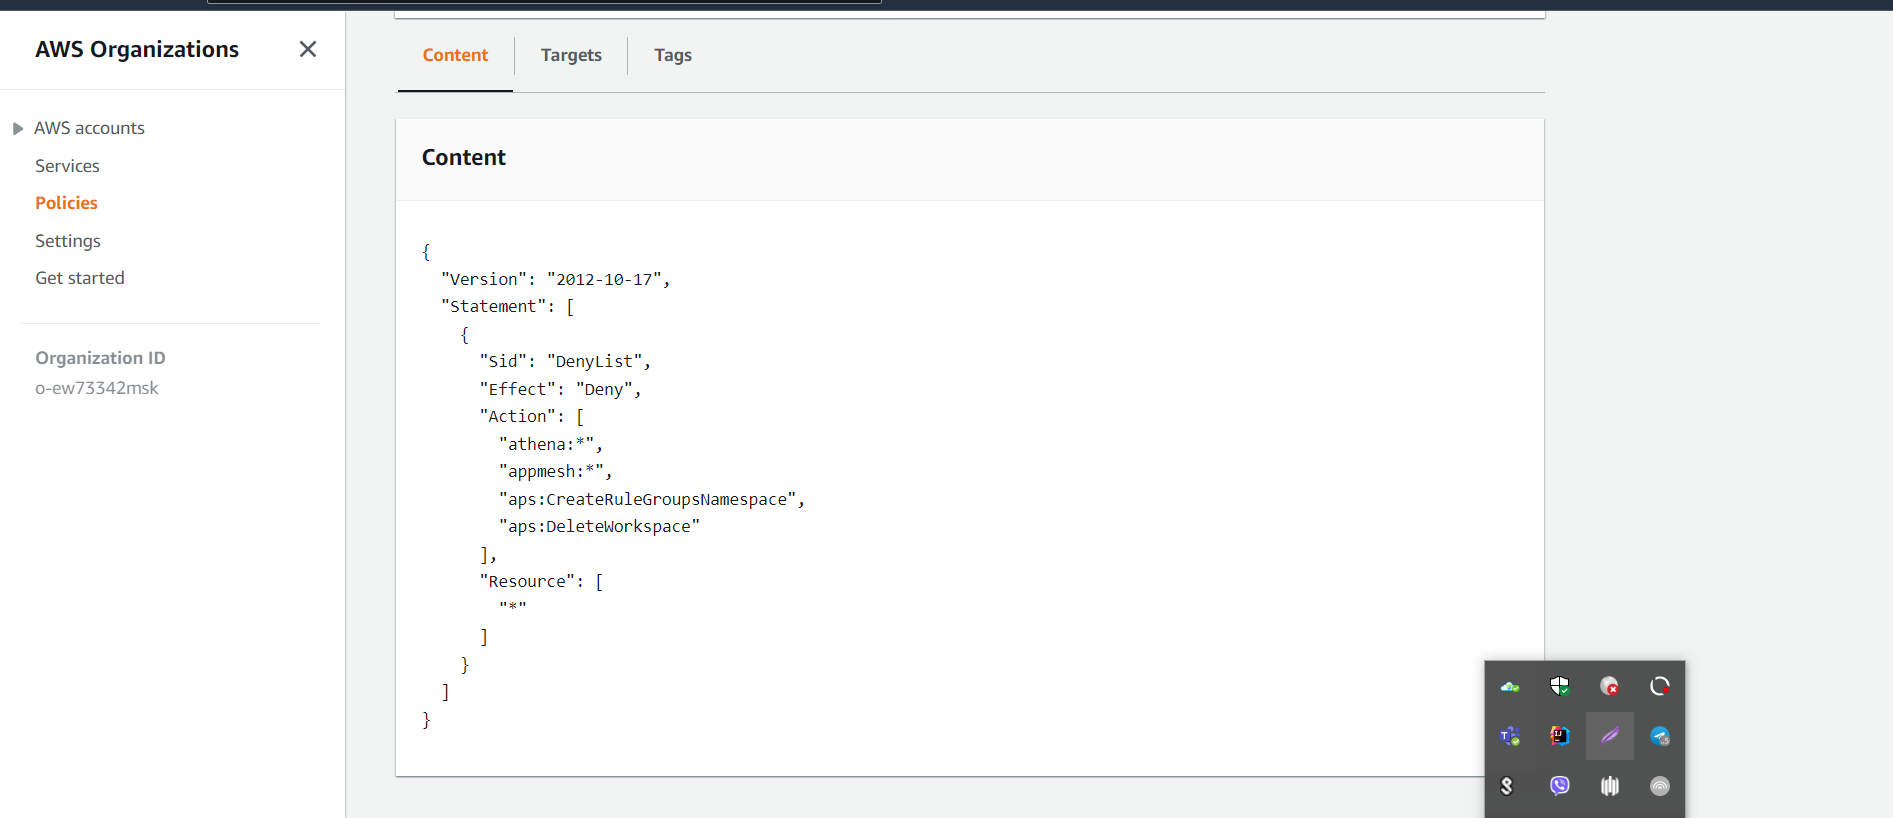 AWS Organizations
AWS accounts
Services
Policies
Settings
Get started
Organization ID
o-ew73342msk
Content
Targets
Tags
Content
{
  "Version": "2012-10-17",
  "Statement": [
    {
      "Sid": "DenyList",
      "Effect": "Deny",
      "Action": [
        "athena:*",
        "appmesh:*",
        "aps:CreateRuleGroupsNamespace",
        "aps:DeleteWorkspace"
      ],
      "Resource": [
        "*"
      ]
    }
  ]
}